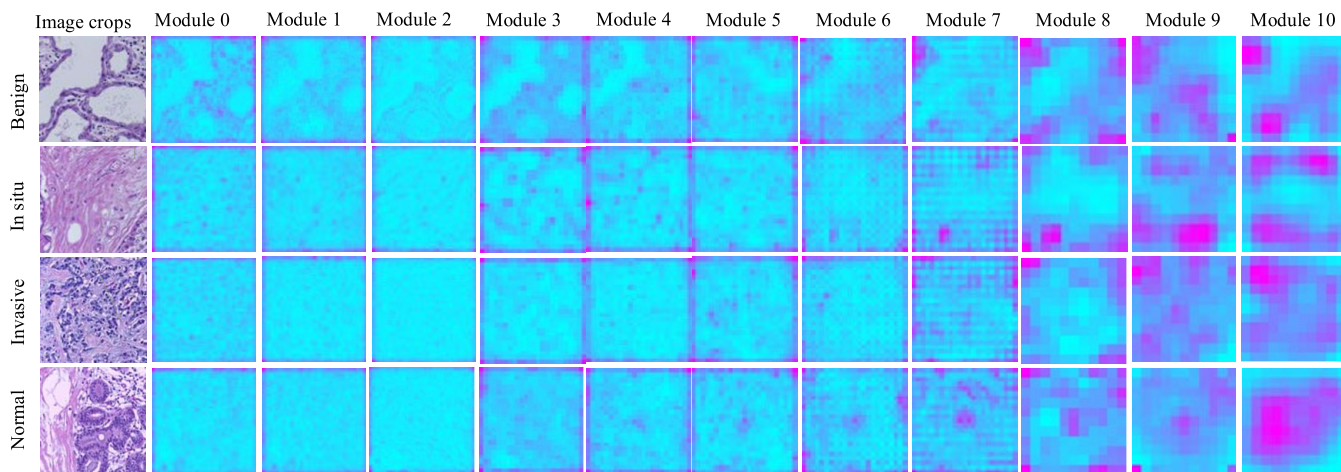 Image crops Module 0 Module 1 Module 2 Module 3 Module 4 Module 5 Module 6 Module 7 Module 8 Module 9 Module 10
Benign
In situ
Invasive
Normal